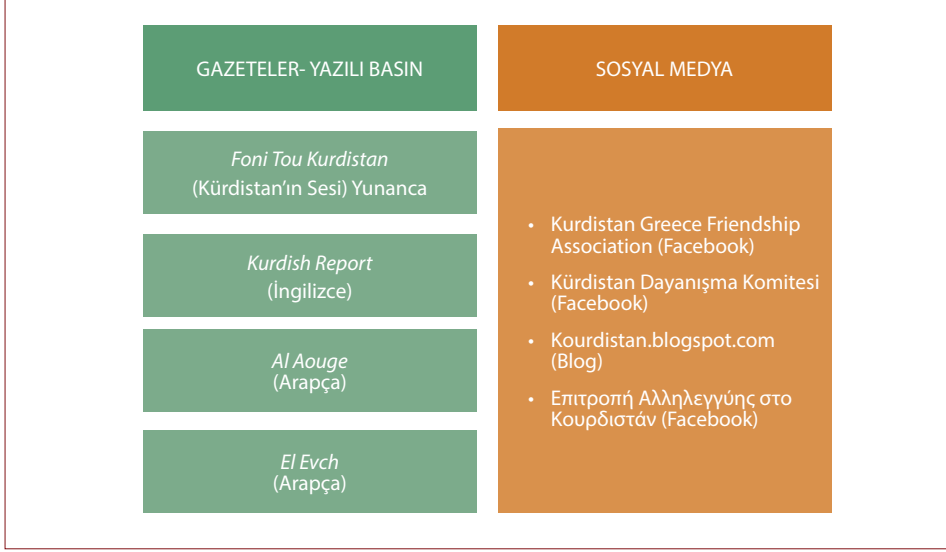 GAZETELER- YAZILI BASIN
Foni Tou Kurdistan
(Kürdistan’ın Sesi) Yunanca
Kurdish Report
(İngilizce)
Al Aouge
(Arapça)
El Evch
(Arapça)
SOSYAL MEDYA
• Kurdistan Greece Friendship
Association (Facebook)
• Kürdistan Dayanışma Komitesi
(Facebook)
• Kourdistan.blogspot.com
(Blog)
• Επιτροπή Αλληλεγγύης στο
Κουρδιστάν (Facebook)